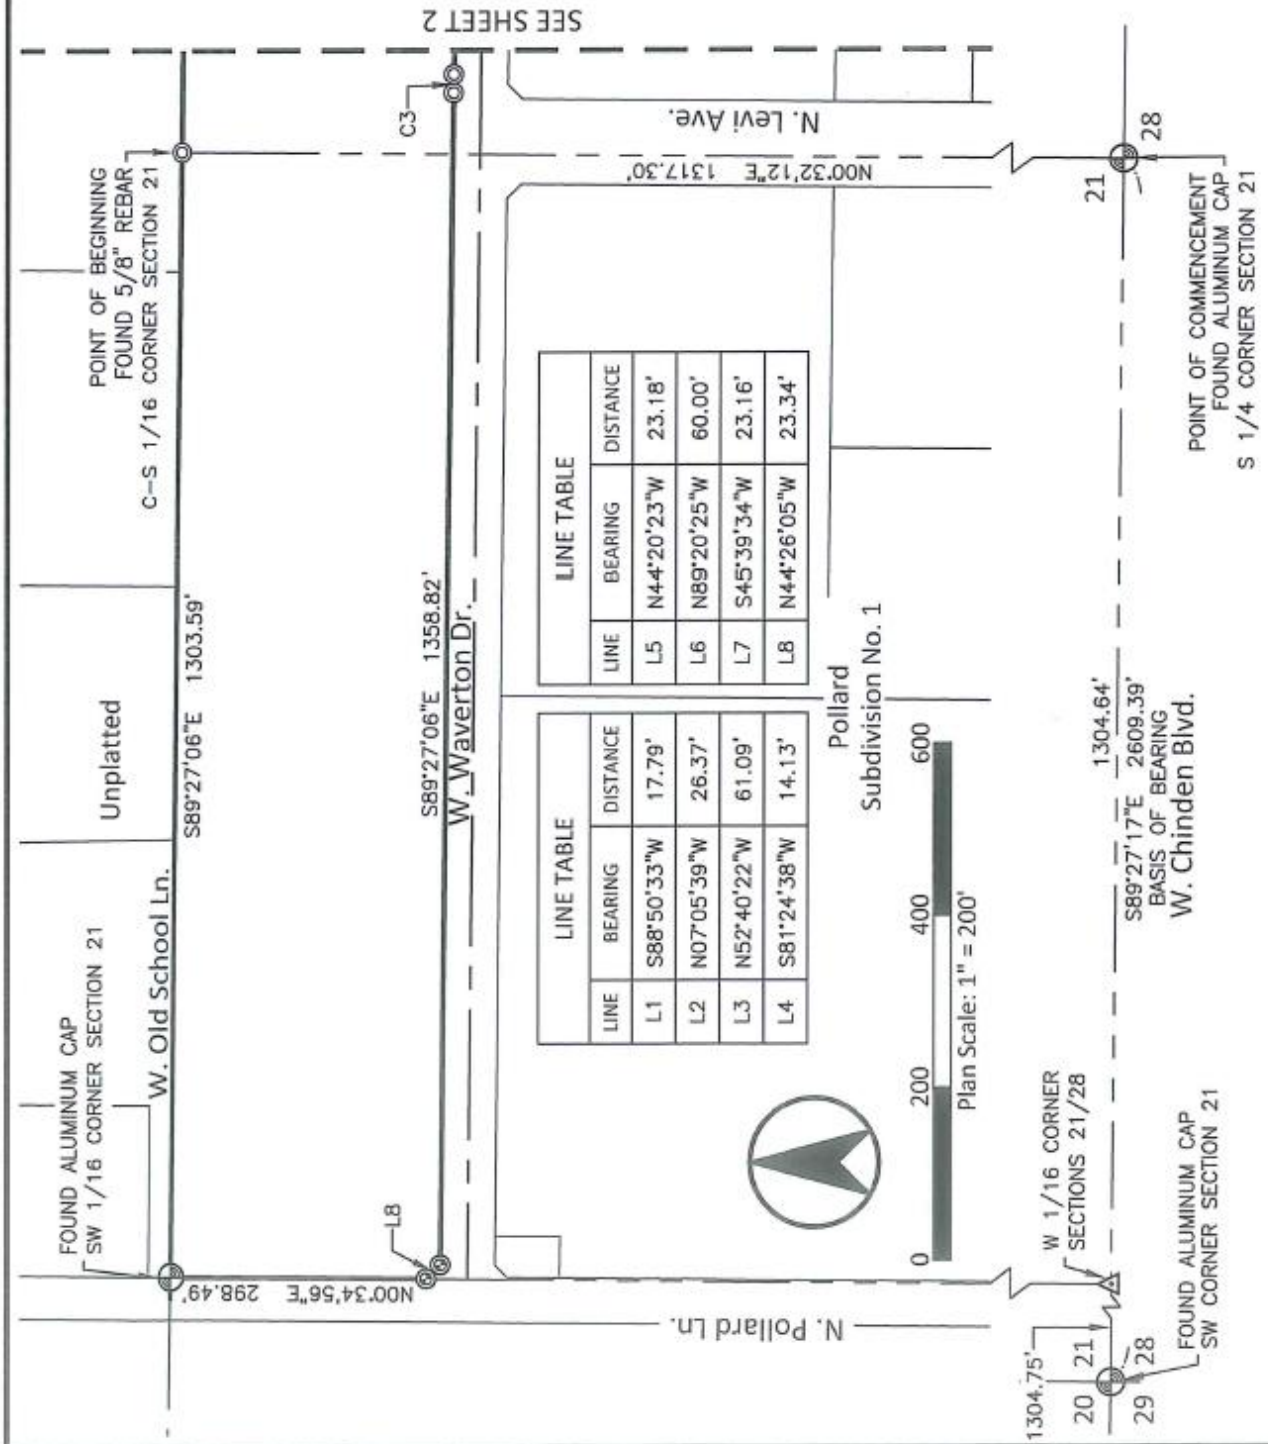 SEE SHEET 2
POINT OF BEGINNING
FOUND 5/8" REBAR
C-S 1/16 CORNER SECTION 21
Unplatted
FOUND ALUMINUM CAP
SW 1/16 CORNER SECTION 21
W. Old School Ln.
S89°27'06"E 1303.59'
C3
L8
N00°34'56"E 298.49'
S89°27'06"E 1358.82'
W. Waverton Dr.
N. Levi Ave.
N00°32'12"E 1317.30'
N. Pollard Ln.
LINE TABLE
LINE BEARING DISTANCE
L1 S88°50'33"W 17.79'
L2 N07°05'39"W 26.37'
L3 N52°40'22"W 61.09'
L4 S81°24'38"W 14.13'
LINE TABLE
LINE BEARING DISTANCE
L5 N44°20'23"W 23.18'
L6 N89°20'25"W 60.00'
L7 S45°39'34"W 23.16'
L8 N44°26'05"W 23.34'
Pollard
Subdivision No. 1
0 200 400 600
Plan Scale: 1" = 200'
W 1/16 CORNER
SECTIONS 21/28
1304.75'
20 21
29 28
FOUND ALUMINUM CAP
SW CORNER SECTION 21
1304.64'
S89°27'17"E 2609.39'
BASIS OF BEARING
W. Chinden Blvd.
21
28
POINT OF COMMENCEMENT
FOUND ALUMINUM CAP
S 1/4 CORNER SECTION 21